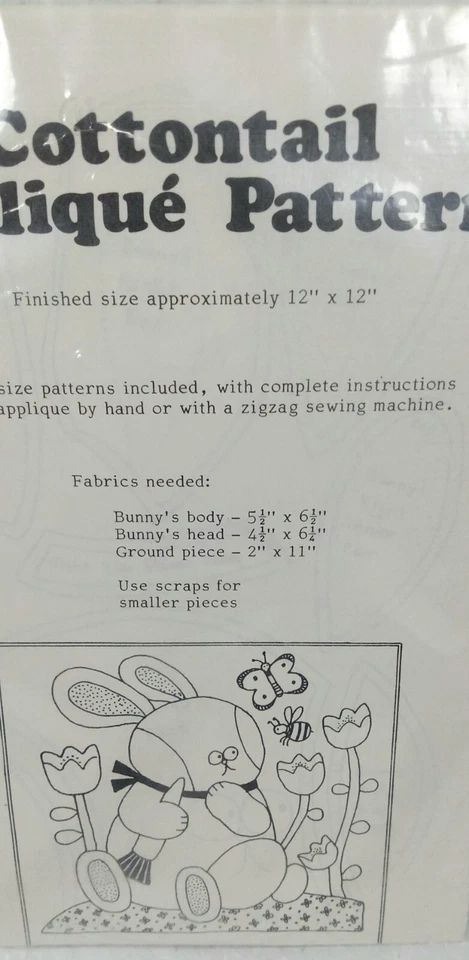 Cottontail
liqué Pattern
Finished size approximately 12" x 12"
size patterns included, with complete instructions
applique by hand or with a zigzag sewing machine.
Fabrics needed:
Bunny's body – 5½" x 6½"
Bunny's head – 4½" x 6¼"
Ground piece – 2" x 11"
Use scraps for
smaller pieces